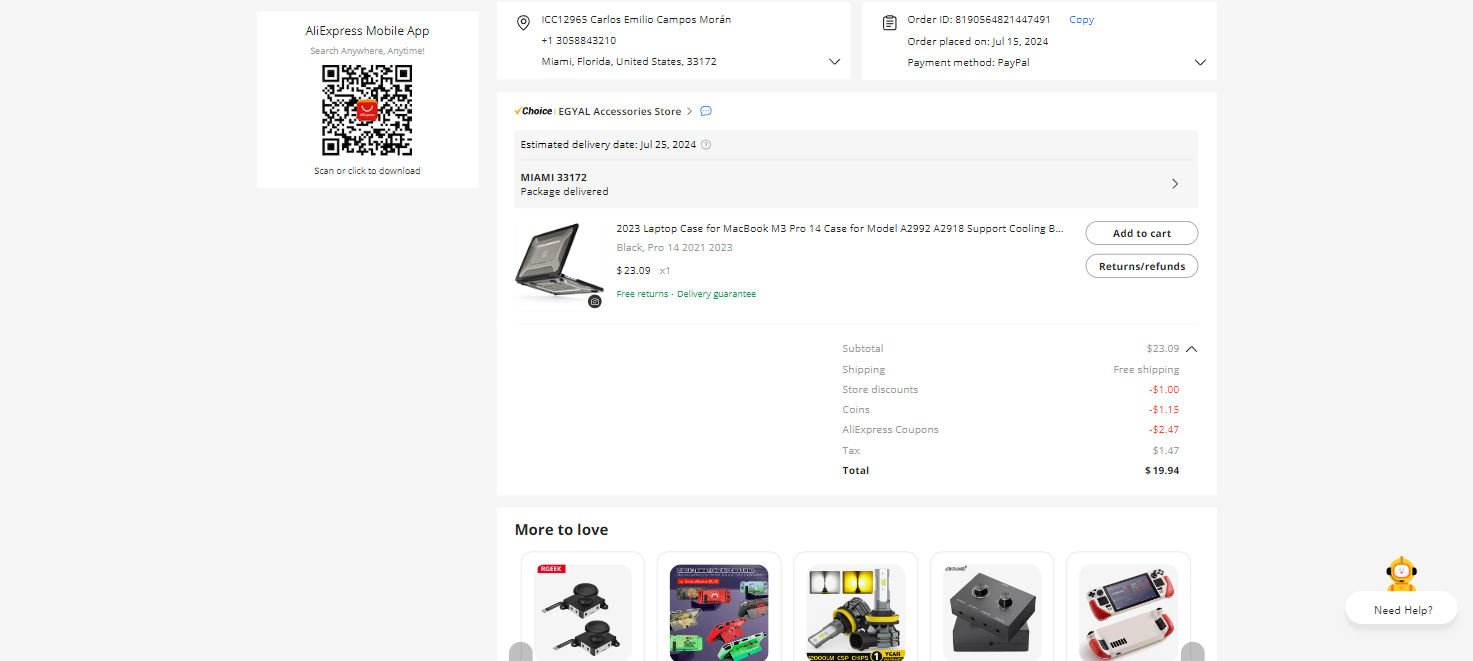 AliExpress Mobile App
Search Anywhere, Anytime!
AliExpress
Scan or click to download
ICC12965 Carlos Emilio Campos Morán
+1 3058843210
Miami, Florida, United States, 33172
Order ID: 8190564821447491 Copy
Order placed on: Jul 15, 2024
Payment method: PayPal
Choice EGYAL Accessories Store
Estimated delivery date: Jul 25, 2024
MIAMI 33172
Package delivered
2023 Laptop Case for MacBook M3 Pro 14 Case for Model A2992 A2918 Support Cooling B...
Black, Pro 14 2021 2023
$23.09 x1
Free returns - Delivery guarantee
Add to cart
Returns/refunds
Subtotal $23.09
Shipping Free shipping
Store discounts -$1.00
Coins -$1.15
AliExpress Coupons -$2.47
Tax $1.47
Total $19.94
More to love
RGEEK
12000LM CSP CHIPS 1 YEAR
Need Help?